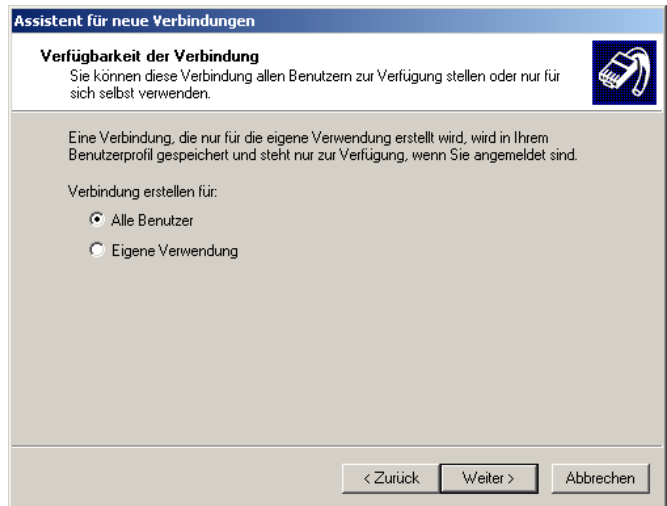 Assistent für neue Verbindungen
Verfügbarkeit der Verbindung
Sie können diese Verbindung allen Benutzern zur Verfügung stellen oder nur für
sich selbst verwenden.
Eine Verbindung, die nur für die eigene Verwendung erstellt wird, wird in Ihrem
Benutzerprofil gespeichert und steht nur zur Verfügung, wenn Sie angemeldet sind.
Verbindung erstellen für:
Alle Benutzer
Eigene Verwendung
< Zurück Weiter > Abbrechen